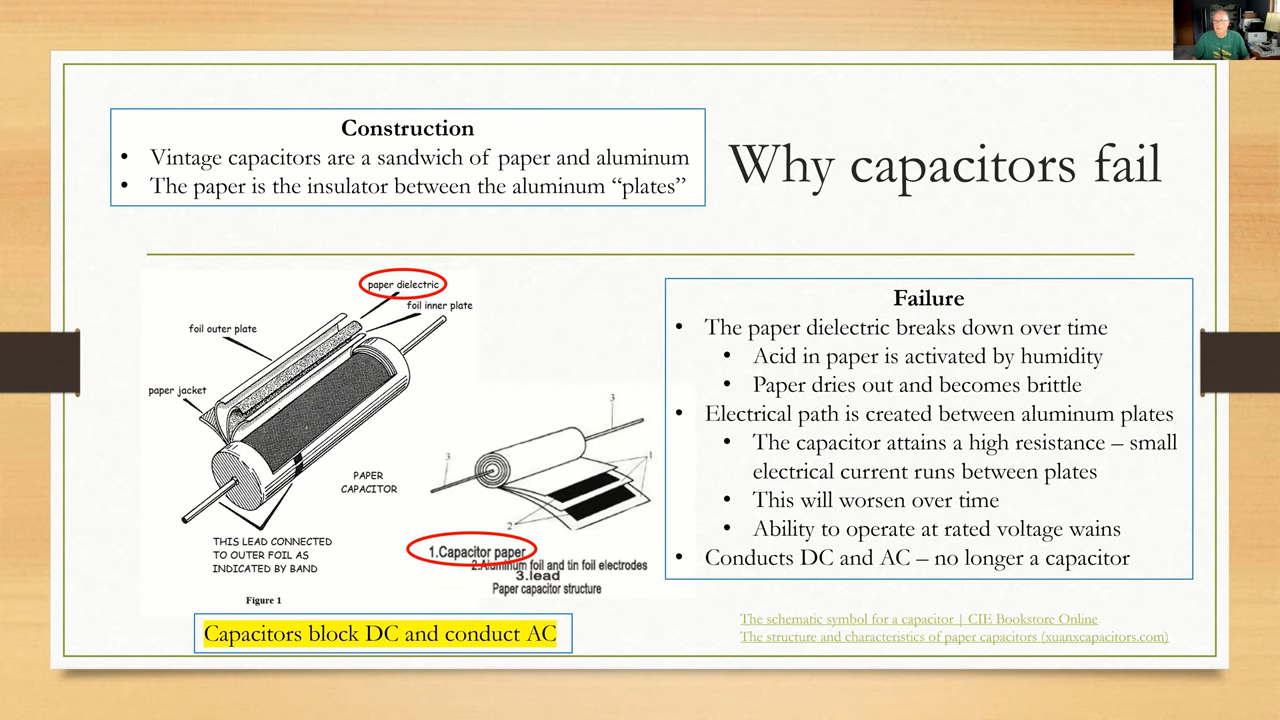 Construction
• Vintage capacitors are a sandwich of paper and aluminum
• The paper is the insulator between the aluminum “plates”
Why capacitors fail
paper dielectric
foil inner plate
foil outer plate
paper jacket
PAPER
CAPACITOR
THIS LEAD CONNECTED
TO OUTER FOIL AS
INDICATED BY BAND
Figure 1
3
3
1
2
1.Capacitor paper
2.Aluminum foil and tin foil electrodes
3.lead
Paper capacitor structure
Capacitors block DC and conduct AC
Failure
• The paper dielectric breaks down over time
• Acid in paper is activated by humidity
• Paper dries out and becomes brittle
• Electrical path is created between aluminum plates
• The capacitor attains a high resistance – small
electrical current runs between plates
• This will worsen over time
• Ability to operate at rated voltage wains
• Conducts DC and AC – no longer a capacitor
The schematic symbol for a capacitor | CIE Bookstore Online
The structure and characteristics of paper capacitors (xuanxcapacitors.com)